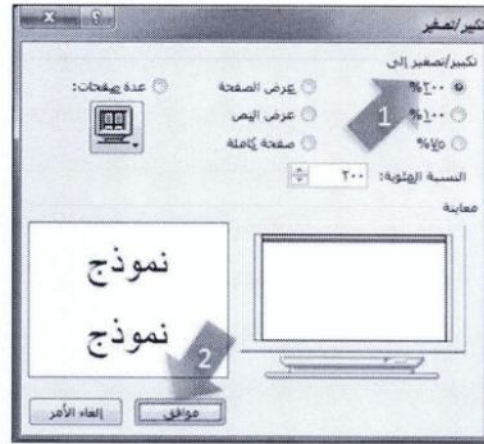 تكبير/تصغير
تكبير/تصغير إلى
٢٠٠% عرض الصفحة عدة صفحات:
١٠٠% عرض النص
٧٥% صفحة كاملة
1
النسبة المئوية: ٢٠٠
معاينة
نموذج
نموذج
2
موافق إلغاء الأمر